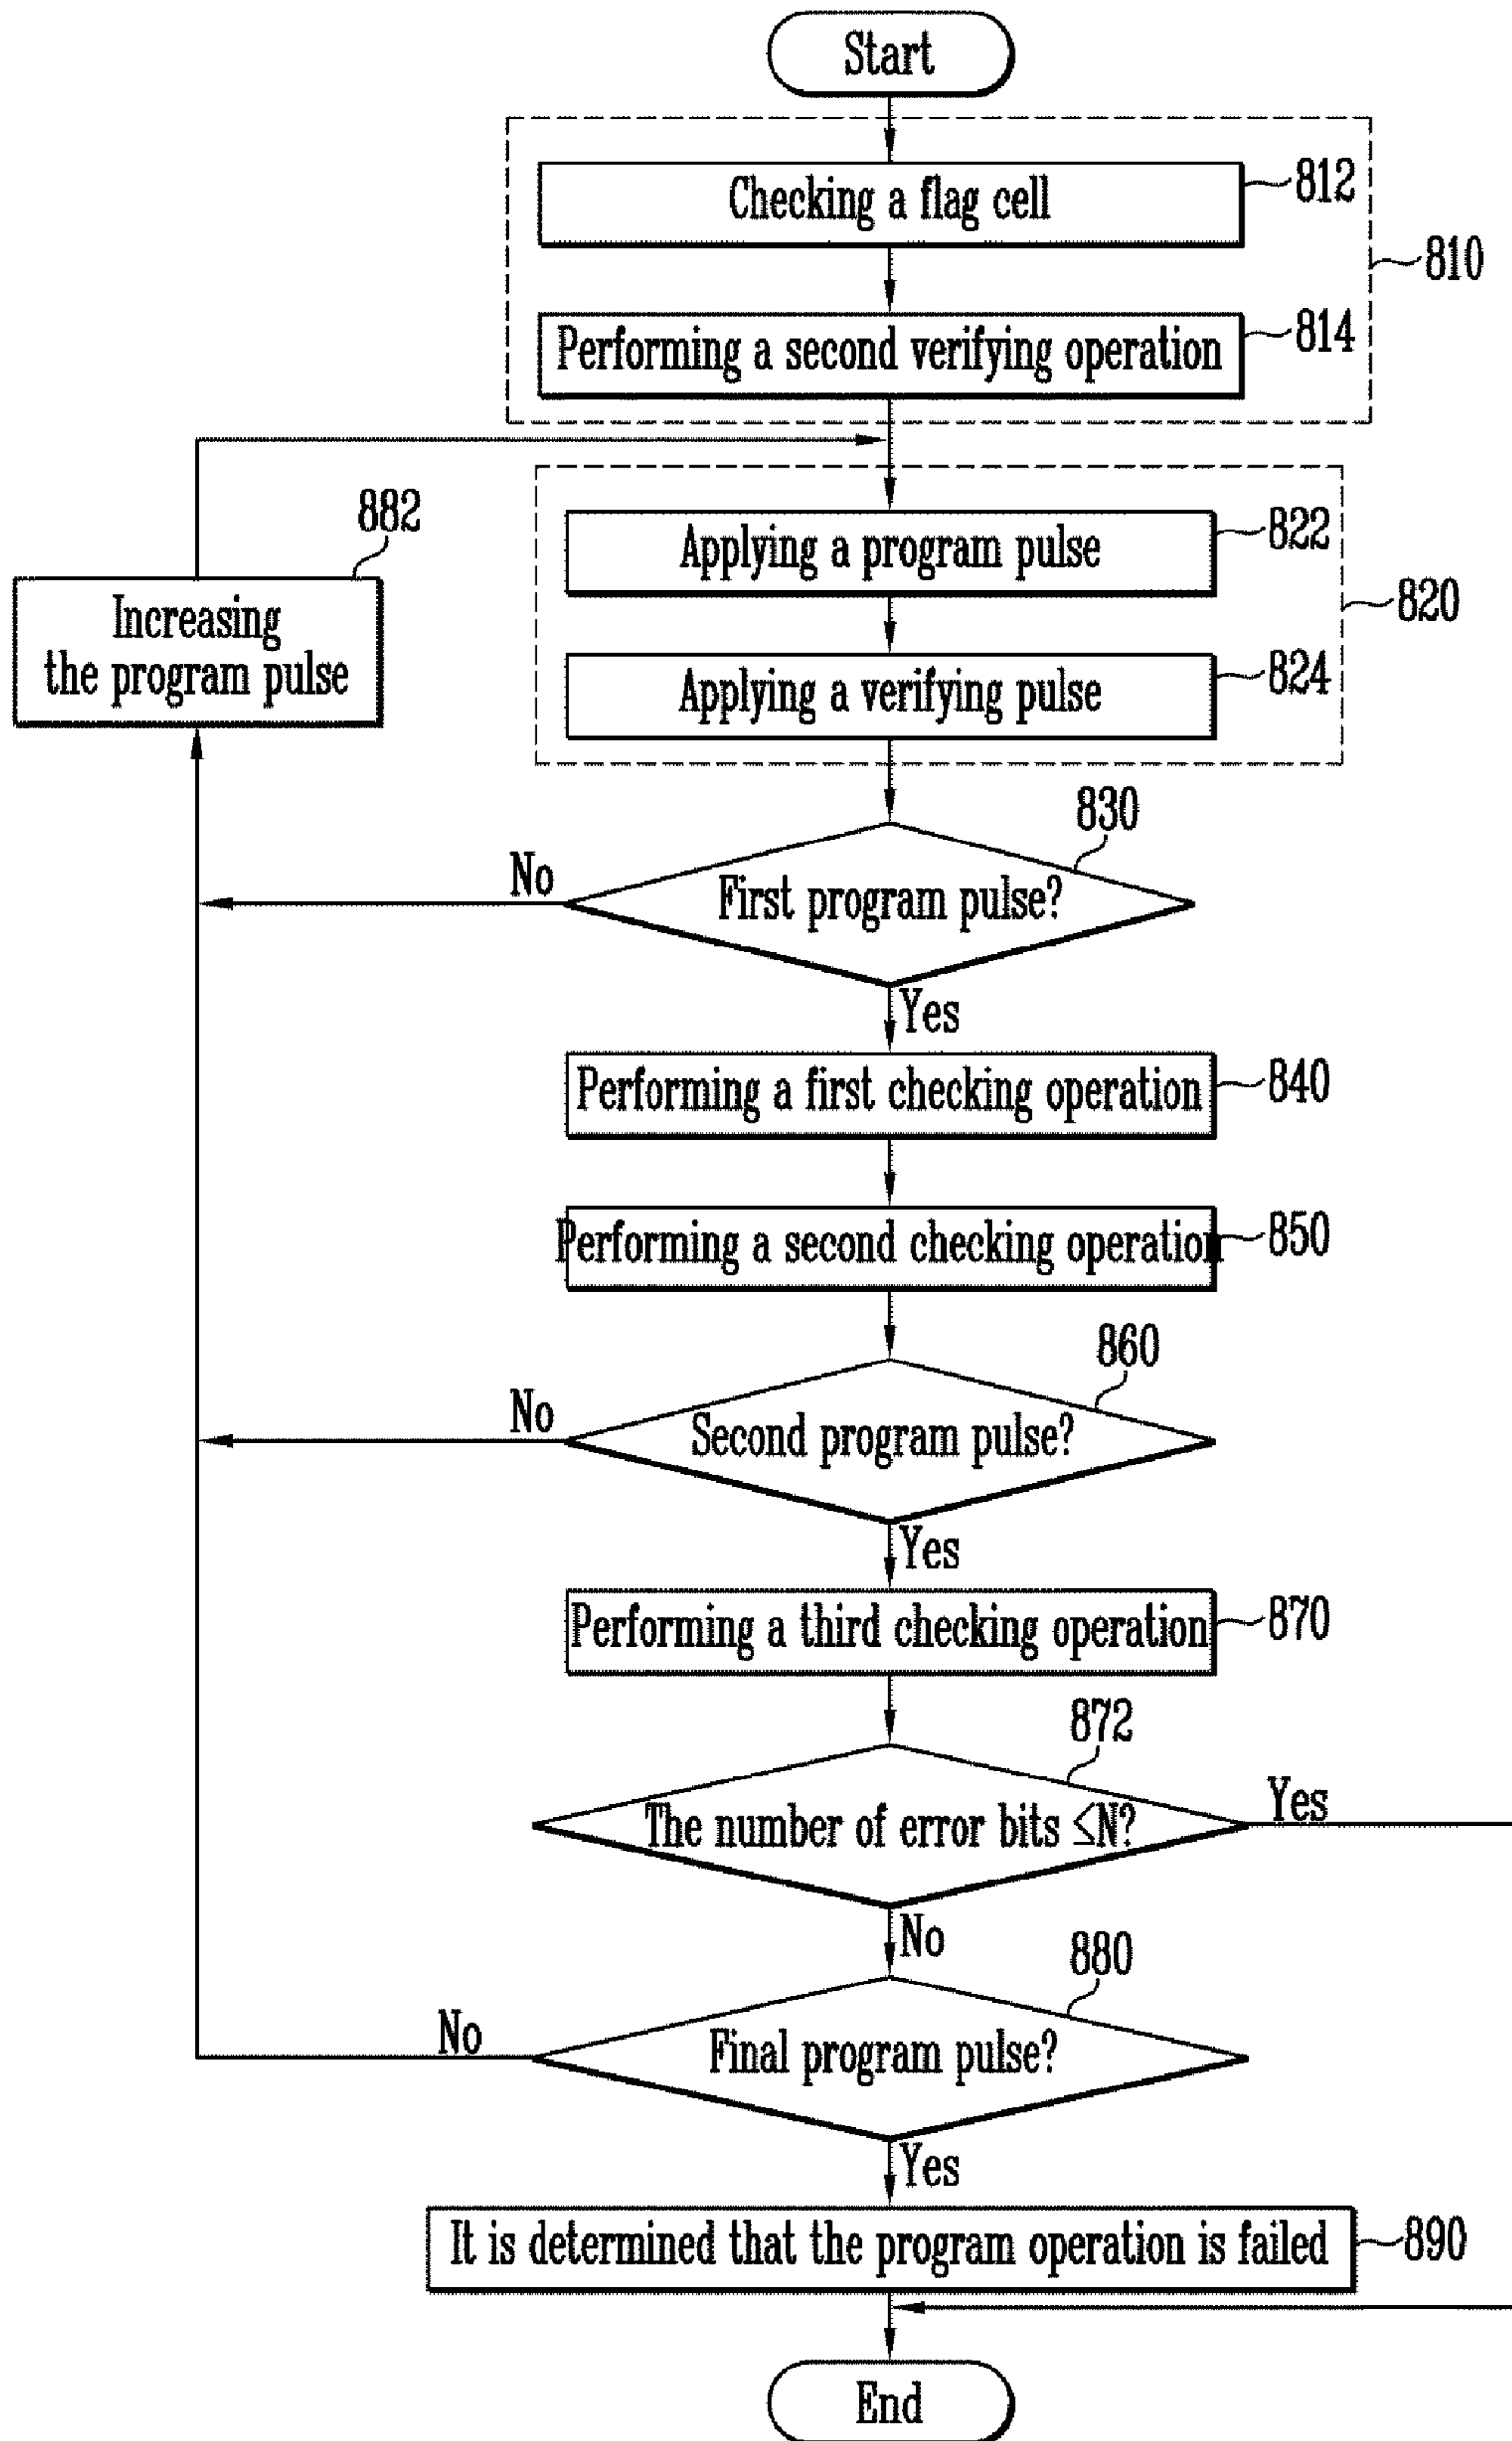 Start
Checking a flag cell
812
810
Performing a second verifying operation
814
882
Applying a program pulse
822
Increasing
the program pulse
820
Applying a verifying pulse
824
830
First program pulse?
No
Yes
Performing a first checking operation
840
Performing a second checking operation
850
860
Second program pulse?
No
Yes
Performing a third checking operation
870
872
The number of error bits ≤N?
Yes
No
880
Final program pulse?
No
Yes
It is determined that the program operation is failed
890
End